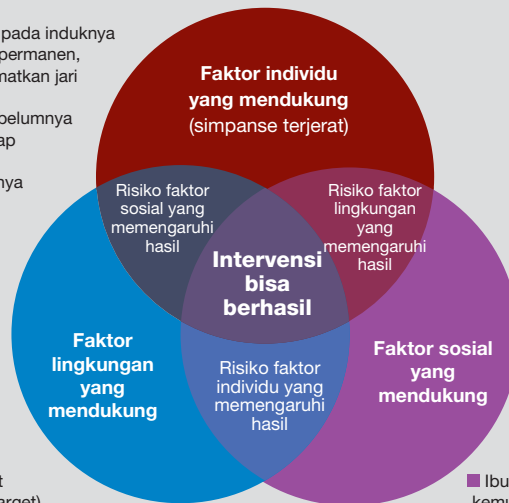 pada induknya
permanen,
matkan jari
belumnya
ap
nya
Faktor individu
yang mendukung
(simpanse terjerat)
Risiko faktor
sosial yang
memengaruhi
hasil
Risiko faktor
lingkungan
yang
memengaruhi
hasil
Intervensi
bisa
berhasil
Faktor
lingkungan
yang
mendukung
Risiko faktor
individu yang
memengaruhi
hasil
Faktor sosial
yang
mendukung
t
arget)
Ibu
kemu